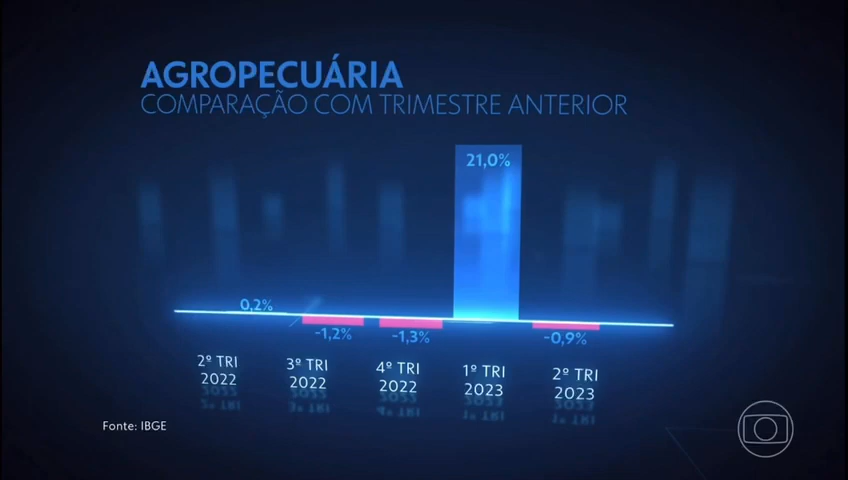 AGROPECUÁRIA
COMPARAÇÃO COM TRIMESTRE ANTERIOR
21,0%
0,2%
-1,2%
-1,3%
-0,9%
2º TRI 2022
3º TRI 2022
4º TRI 2022
1º TRI 2023
2º TRI 2023
Fonte: IBGE